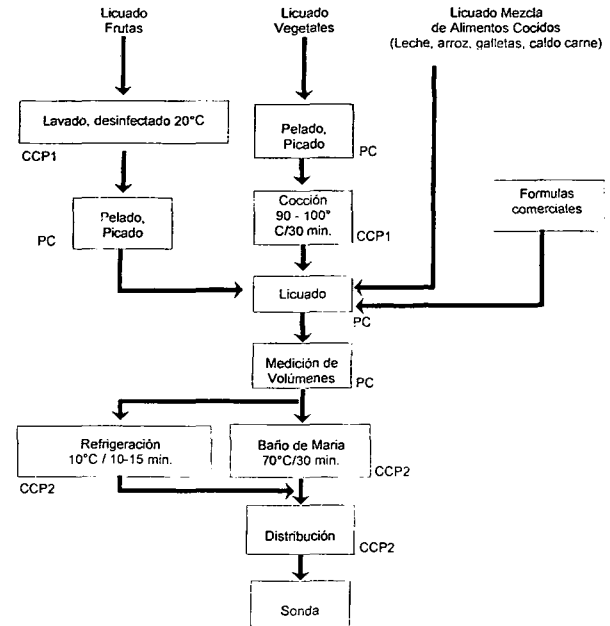 Licuado
Frutas
Licuado
Vegetales
Licuado Mezcla
de Alimentos Cocidos
(Leche, arroz, galletas, caldo carne)
Lavado, desinfectado 20°C
CCP1
Pelado,
Picado
PC
Pelado,
Picado
PC
Cocción
90 - 100°
C/30 min.
CCP1
Formulas
comerciales
Licuado
PC
Medición de
Volúmenes
PC
Refrigeración
10°C / 10-15 min.
CCP2
Baño de Maria
70°C/30 min.
CCP2
Distribución
CCP2
Sonda